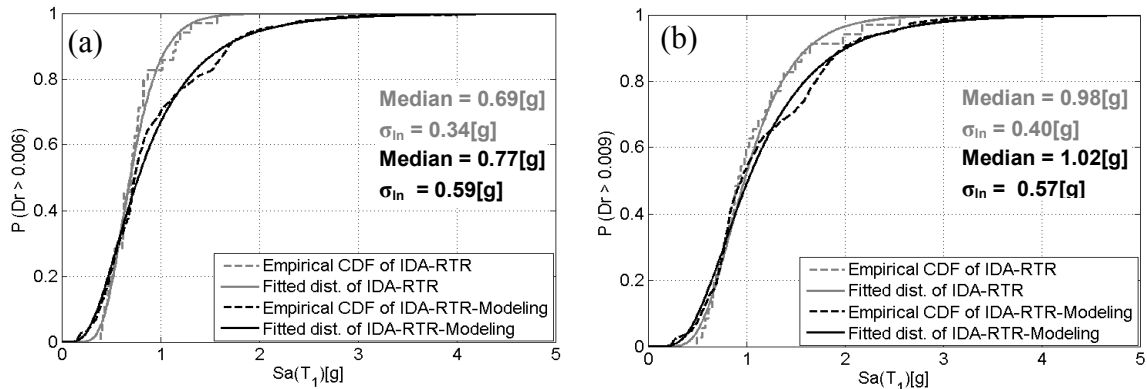 (a)
1
0.8
0.6
0.4
0.2
0
P (Dr > 0.006)
Median = 0.69[g]
σln = 0.34[g]
Median = 0.77[g]
σln = 0.59[g]
Empirical CDF of IDA-RTR
Fitted dist. of IDA-RTR
Empirical CDF of IDA-RTR-Modeling
Fitted dist. of IDA-RTR-Modeling
0 1 2 3 4 5
Sa(T1)[g]
(b)
1
0.8
0.6
0.4
0.2
0
P (Dr > 0.009)
Median = 0.98[g]
σln = 0.40[g]
Median = 1.02[g]
σln = 0.57[g]
Empirical CDF of IDA-RTR
Fitted dist. of IDA-RTR
Empirical CDF of IDA-RTR-Modeling
Fitted dist. of IDA-RTR-Modeling
0 1 2 3 4 5
Sa(T1)[g]